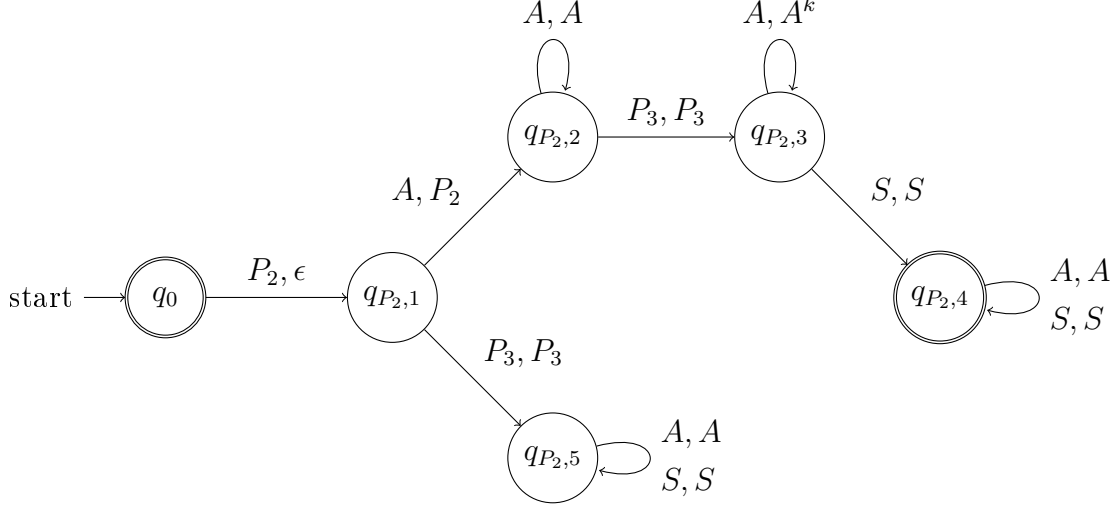 A, A
A, A^k
q_{P_2,2}
P_3, P_3
q_{P_2,3}
A, P_2
S, S
start
q_0
P_2, ϵ
q_{P_2,1}
q_{P_2,4}
A, A
S, S
P_3, P_3
q_{P_2,5}
A, A
S, S